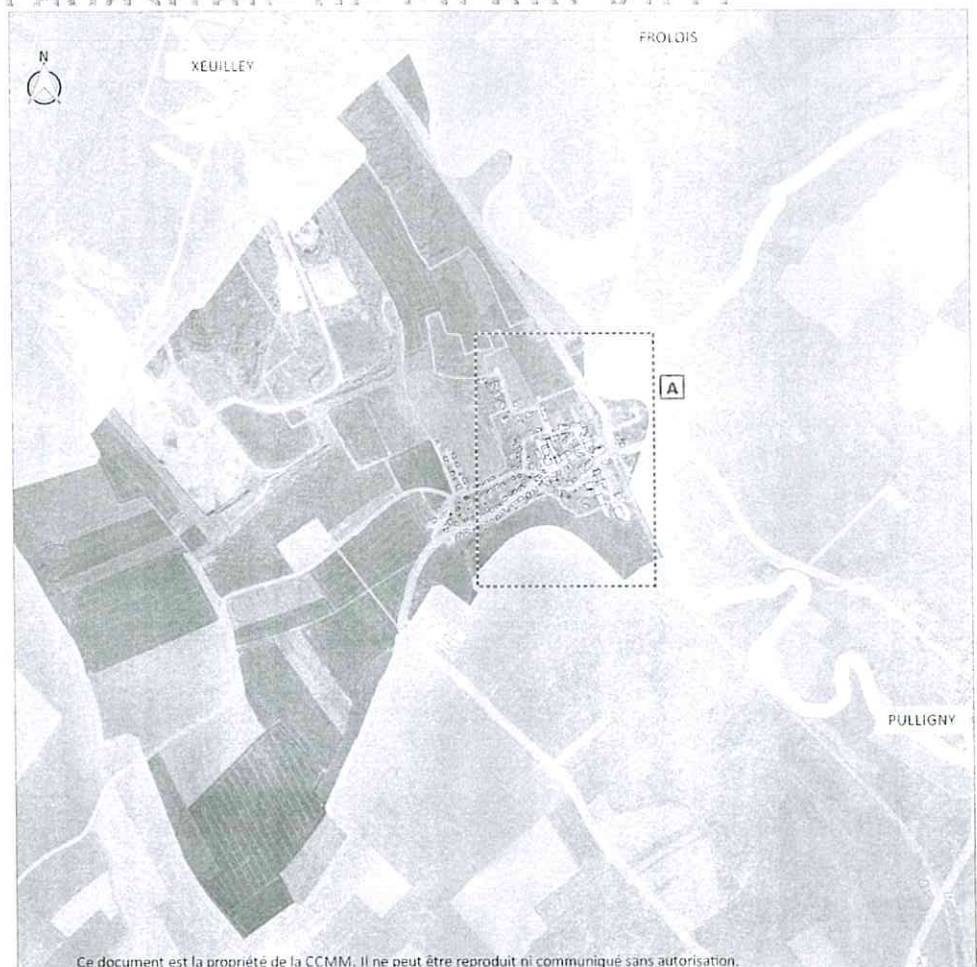 N
XEUILLEY
FROLOIS
A
PULLIGNY
Ce document est la propriété de la CCMM. Il ne peut être reproduit ni communiqué sans autorisation.